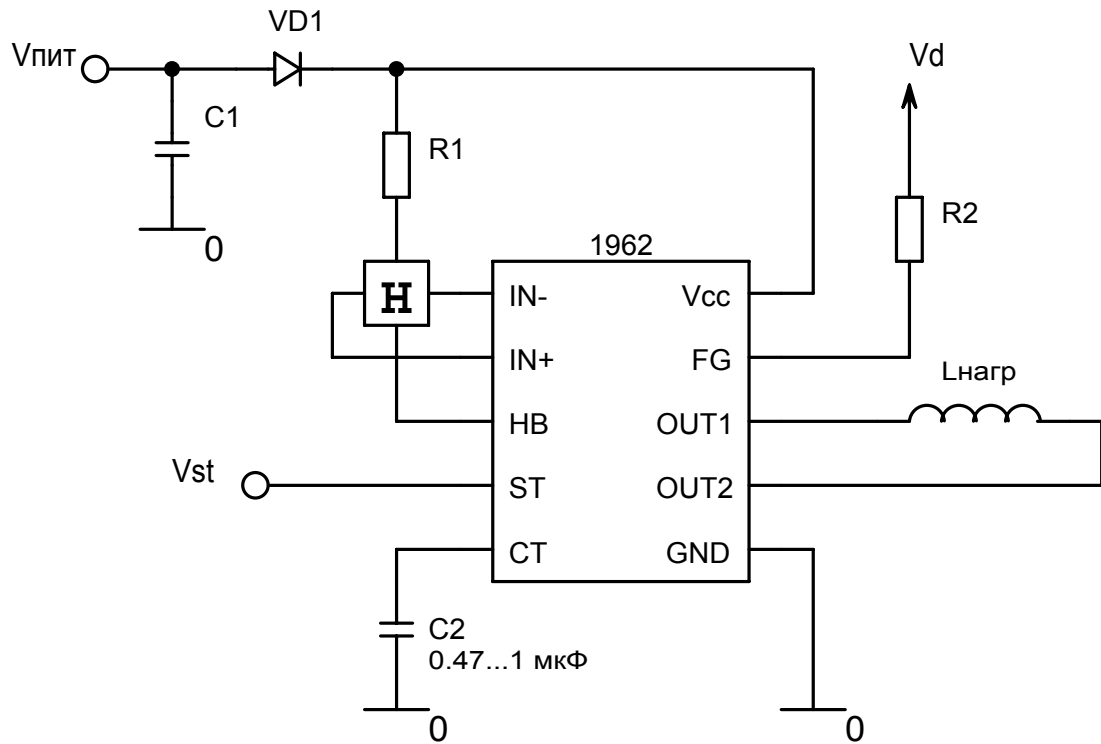 VD1
Vпит
Vd
C1
R1
R2
0
1962
H
IN-
Vcc
IN+
FG
Lнагр
HB
OUT1
Vst
ST
OUT2
CT
GND
C2
0.47...1 мкФ
0
0